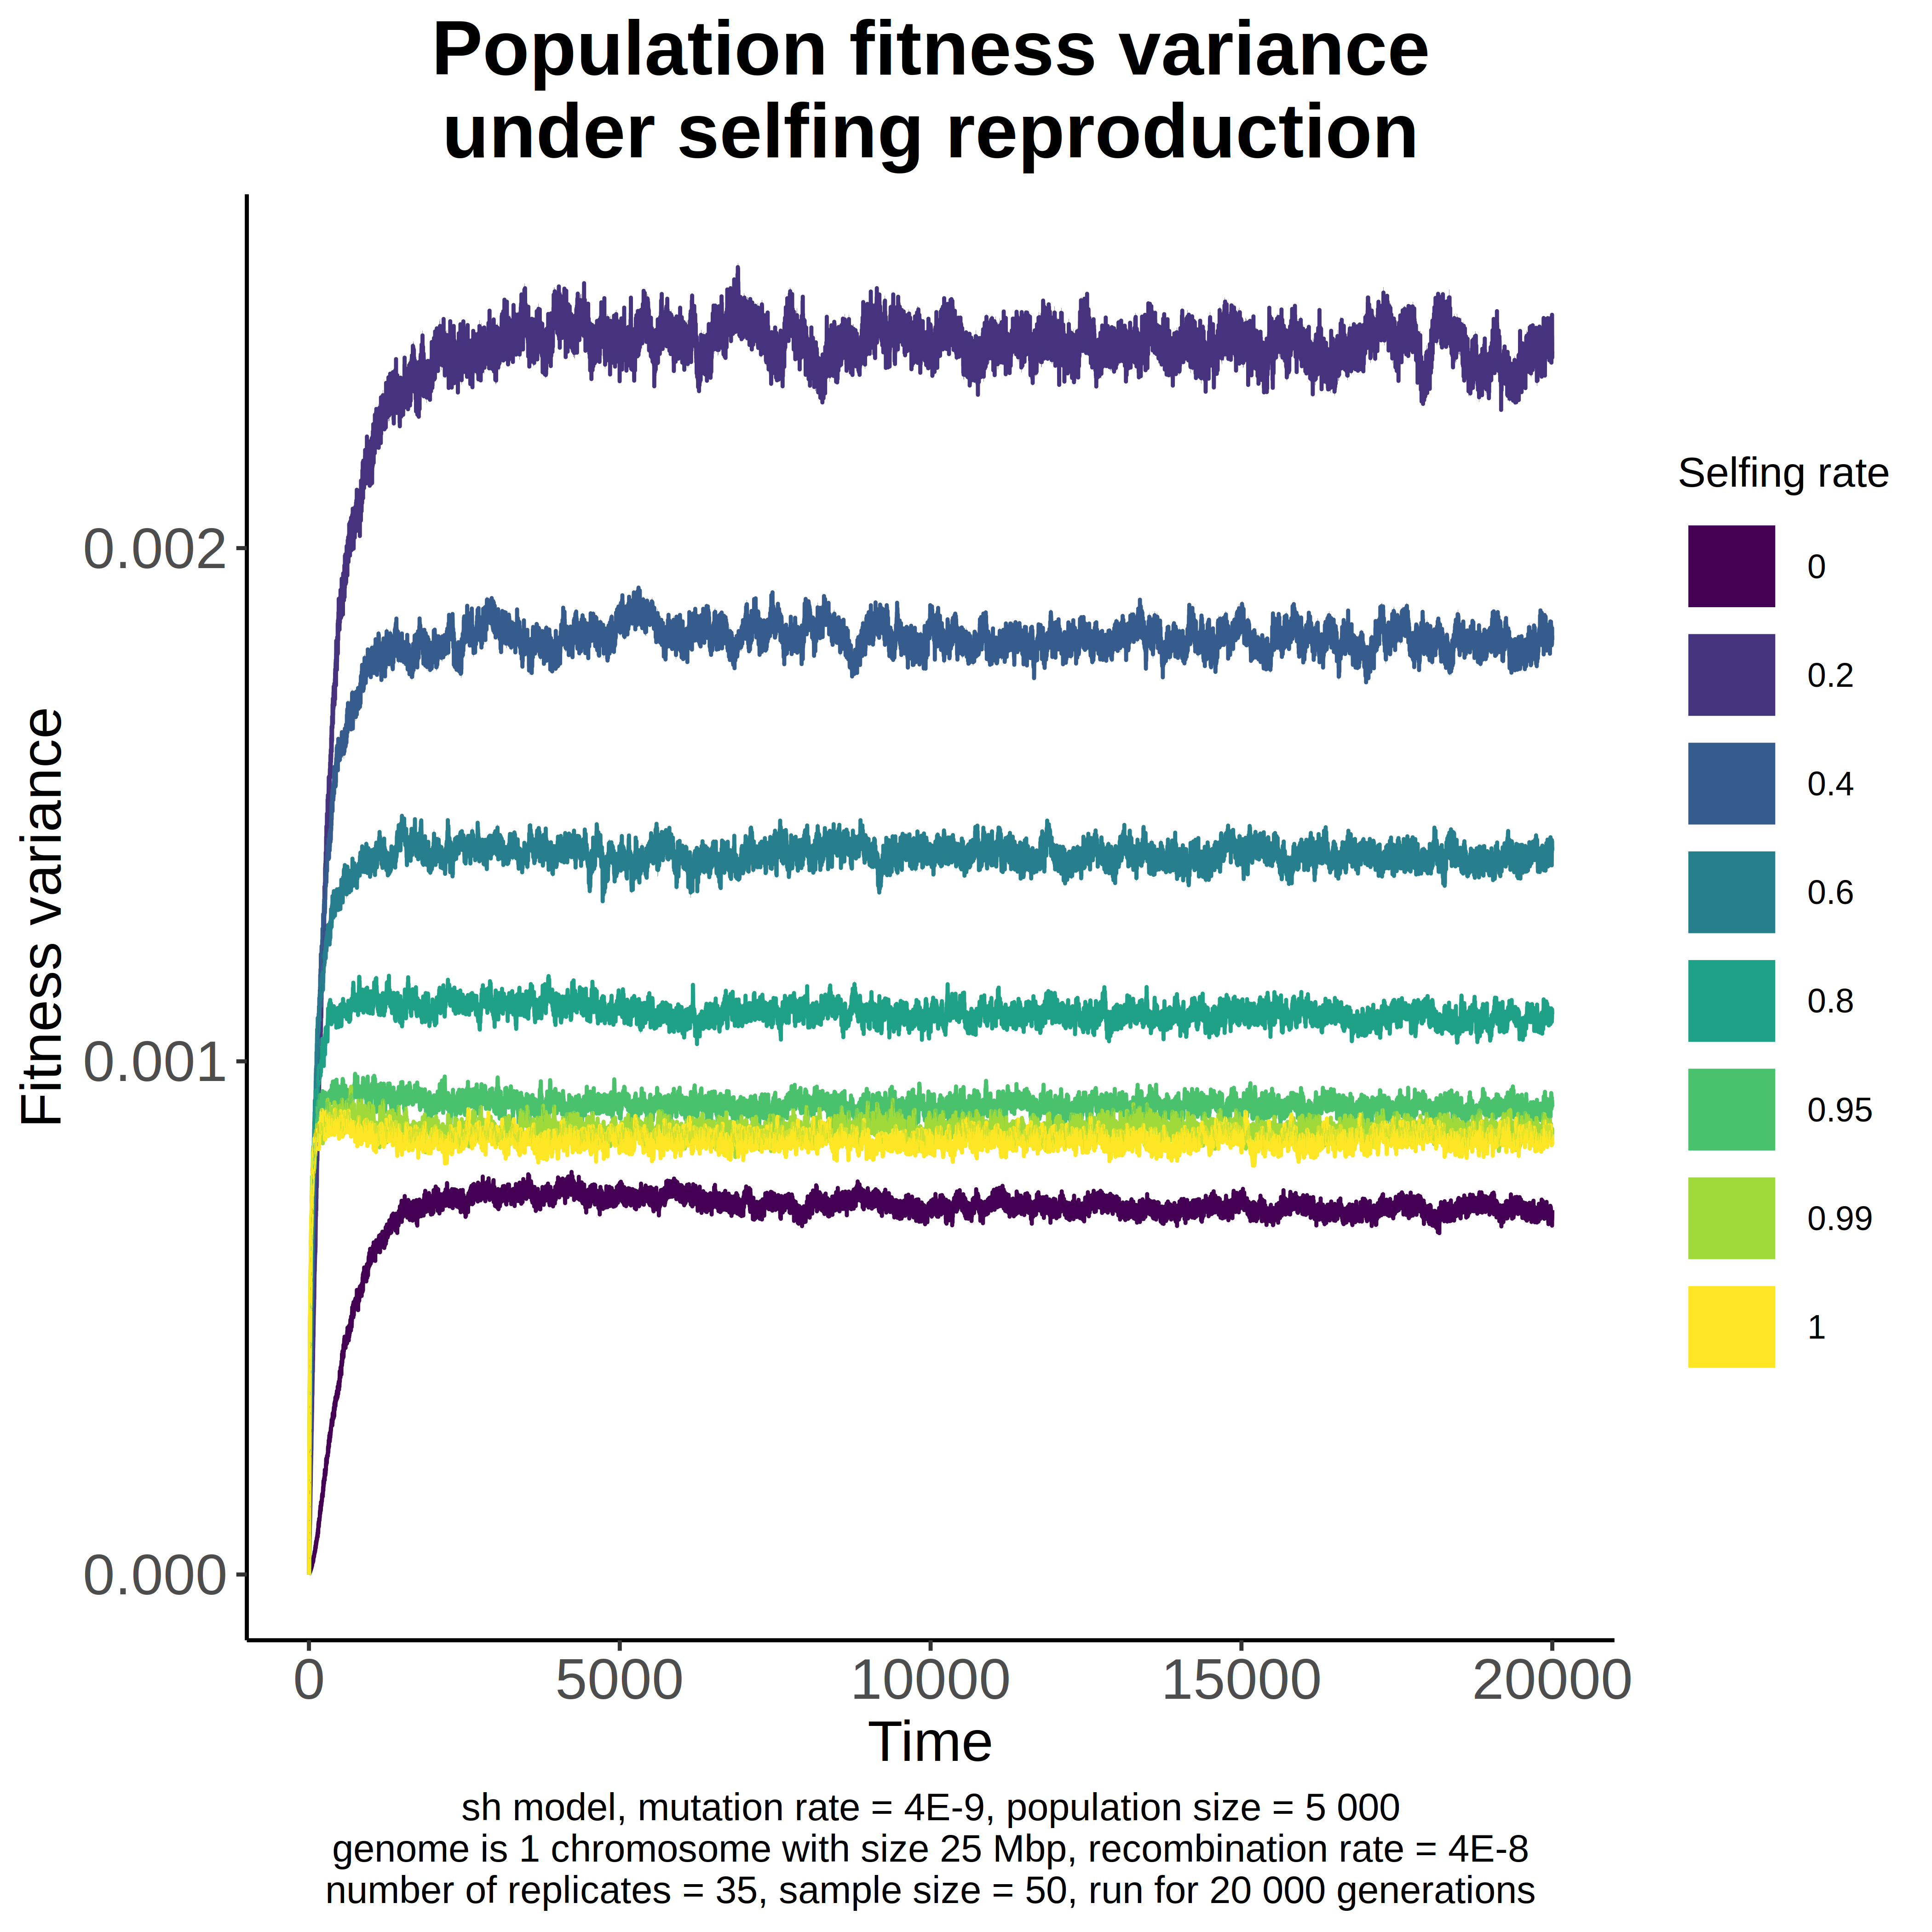 Population fitness variance
under selfing reproduction
Fitness variance
0.002
0.001
0.000
0
5000
10000
15000
20000
Time
Selfing rate
0
0.2
0.4
0.6
0.8
0.95
0.99
1
sh model, mutation rate = 4E-9, population size = 5 000
genome is 1 chromosome with size 25 Mbp, recombination rate = 4E-8
number of replicates = 35, sample size = 50, run for 20 000 generations